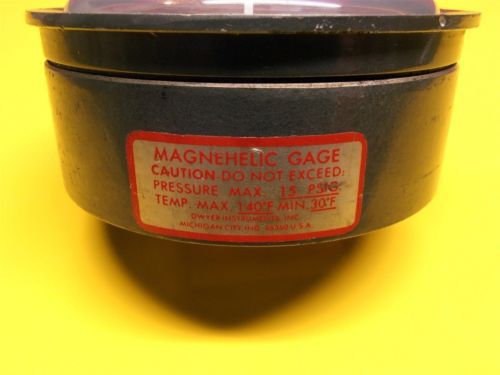 MAGNEHELIC GAGE
CAUTION-DO NOT EXCEED:
PRESSURE MAX. 15 PSIG.
TEMP. MAX. 140°F MIN. 30°F
DWYER INSTRUMENTS, INC.
MICHIGAN CITY, IND. 46360 U.S.A.